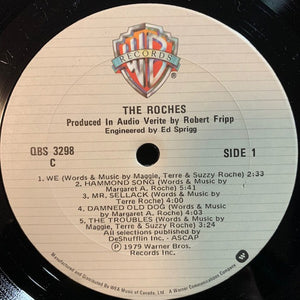 RECORDS
THE ROCHES
Produced In Audio Verite by Robert Fripp
Engineered by Ed Sprigg
QBS 3298
C
SIDE 1
1. WE (Words & Music by Maggie, Terre & Suzzy Roche) 2:33
2. HAMMOND SONG (Words & Music by
Margaret A. Roche) 5:41
3. MR. SELLACK (Words & Music by
Terre Roche) 4:00
4. DAMNED OLD DOG (Words & Music by
Margaret A. Roche) 4:03
5. THE TROUBLES (Words & Music by
Maggie, Terre & Suzzy Roche) 3:24
All selections published by
DeShufflin Inc. - ASCAP
Ⓟ 1979 Warner Bros.
Records Inc.
Manufactured and Distributed By WEA Music of Canada, Ltd. A Warner Communications Company